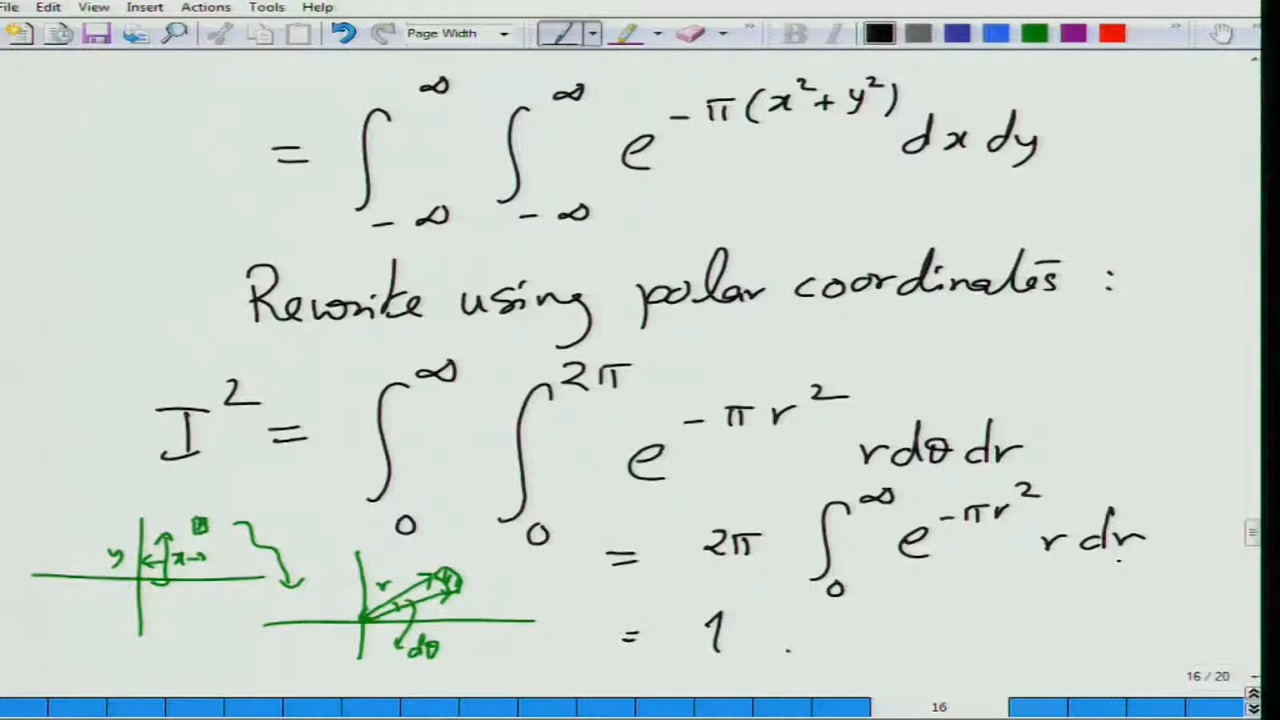 File Edit View Insert Actions Tools Help
Page Width
= ∫_{-∞}^{∞} ∫_{-∞}^{∞} e^{-π(x²+y²)} dx dy
Rewrite using polar coordinates :
I² = ∫_0^∞ ∫_0^{2π} e^{-πr²} r dθ dr
= 2π ∫_0^∞ e^{-πr²} r dr
y x
r
dθ
= 1 .
16 / 20
16